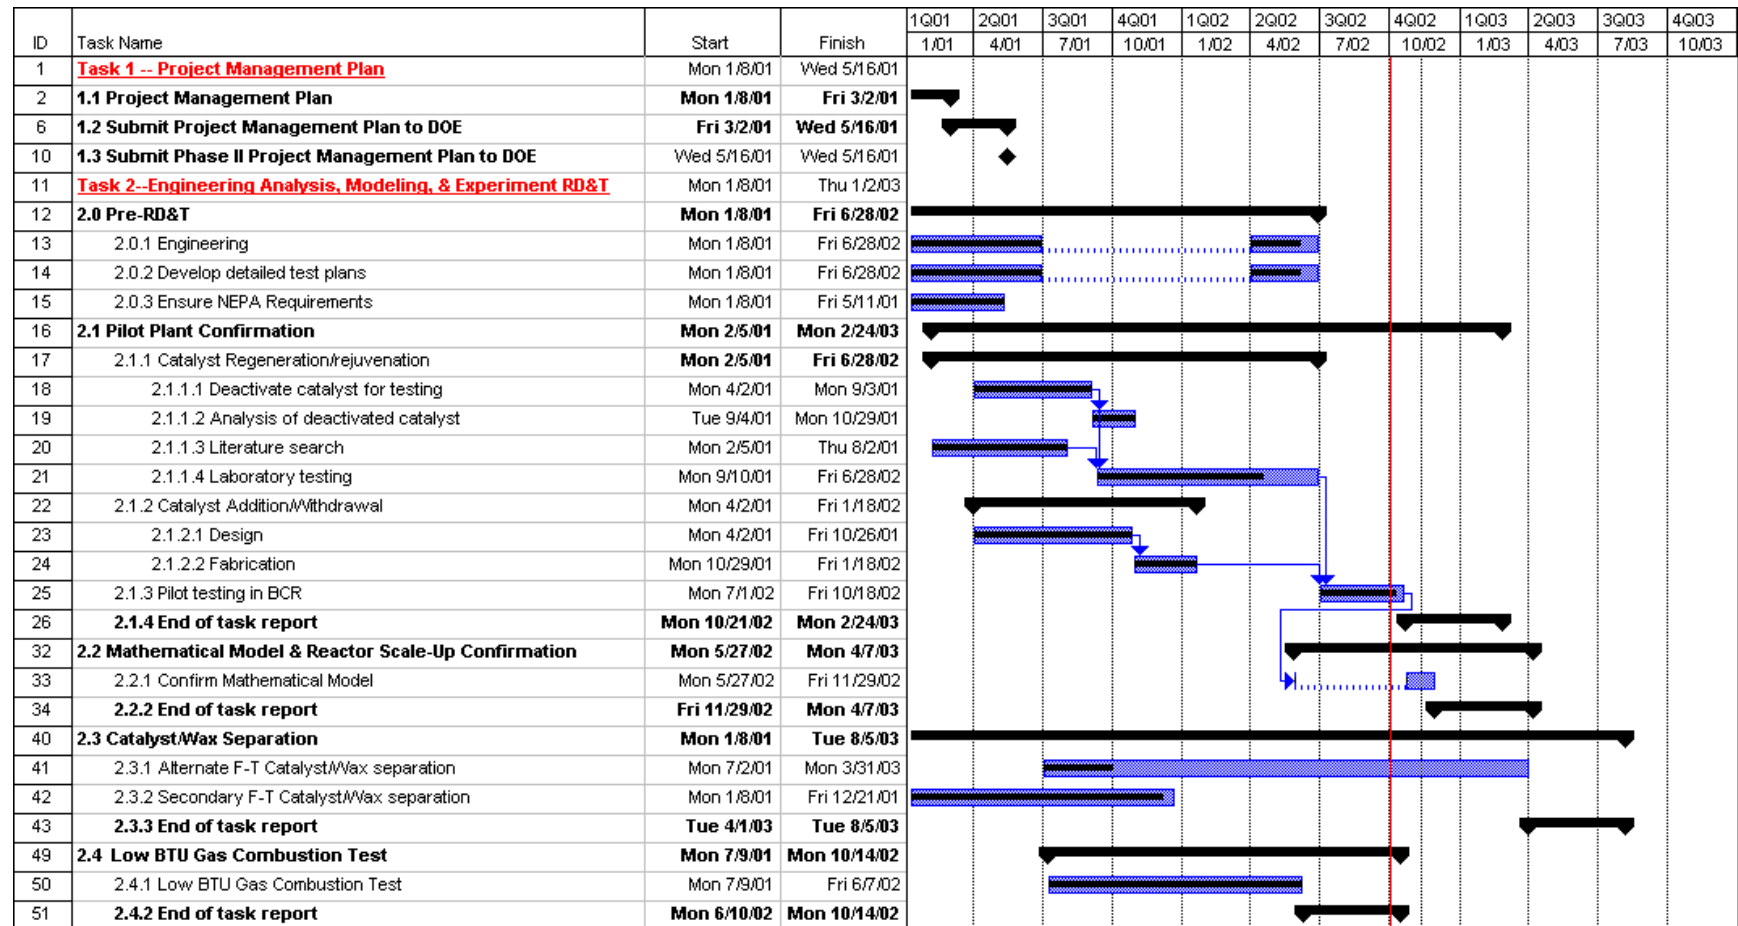 1Q01 2Q01 3Q01 4Q01 1Q02 2Q02 3Q02 4Q02 1Q03 2Q03 3Q03 4Q03
ID Task Name Start Finish 1/01 4/01 7/01 10/01 1/02 4/02 7/02 10/02 1/03 4/03 7/03 10/03
1 Task 1 -- Project Management Plan Mon 1/8/01 Wed 5/16/01
2 1.1 Project Management Plan Mon 1/8/01 Fri 3/2/01
6 1.2 Submit Project Management Plan to DOE Fri 3/2/01 Wed 5/16/01
10 1.3 Submit Phase II Project Management Plan to DOE Wed 5/16/01 Wed 5/16/01
11 Task 2--Engineering Analysis, Modeling, & Experiment RD&T Mon 1/8/01 Thu 1/2/03
12 2.0 Pre-RD&T Mon 1/8/01 Fri 6/28/02
13 2.0.1 Engineering Mon 1/8/01 Fri 6/28/02
14 2.0.2 Develop detailed test plans Mon 1/8/01 Fri 6/28/02
15 2.0.3 Ensure NEPA Requirements Mon 1/8/01 Fri 5/11/01
16 2.1 Pilot Plant Confirmation Mon 2/5/01 Mon 2/24/03
17 2.1.1 Catalyst Regeneration/rejuvenation Mon 2/5/01 Fri 6/28/02
18 2.1.1.1 Deactivate catalyst for testing Mon 4/2/01 Mon 9/3/01
19 2.1.1.2 Analysis of deactivated catalyst Tue 9/4/01 Mon 10/29/01
20 2.1.1.3 Literature search Mon 2/5/01 Thu 8/2/01
21 2.1.1.4 Laboratory testing Mon 9/10/01 Fri 6/28/02
22 2.1.2 Catalyst Addition/Withdrawal Mon 4/2/01 Fri 1/18/02
23 2.1.2.1 Design Mon 4/2/01 Fri 10/26/01
24 2.1.2.2 Fabrication Mon 10/29/01 Fri 1/18/02
25 2.1.3 Pilot testing in BCR Mon 7/1/02 Fri 10/18/02
26 2.1.4 End of task report Mon 10/21/02 Mon 2/24/03
32 2.2 Mathematical Model & Reactor Scale-Up Confirmation Mon 5/27/02 Mon 4/7/03
33 2.2.1 Confirm Mathematical Model Mon 5/27/02 Fri 11/29/02
34 2.2.2 End of task report Fri 11/29/02 Mon 4/7/03
40 2.3 Catalyst/Wax Separation Mon 1/8/01 Tue 8/5/03
41 2.3.1 Alternate F-T Catalyst/Wax separation Mon 7/2/01 Mon 3/31/03
42 2.3.2 Secondary F-T Catalyst/Wax separation Mon 1/8/01 Fri 12/21/01
43 2.3.3 End of task report Tue 4/1/03 Tue 8/5/03
49 2.4 Low BTU Gas Combustion Test Mon 7/9/01 Mon 10/14/02
50 2.4.1 Low BTU Gas Combustion Test Mon 7/9/01 Fri 6/7/02
51 2.4.2 End of task report Mon 6/10/02 Mon 10/14/02